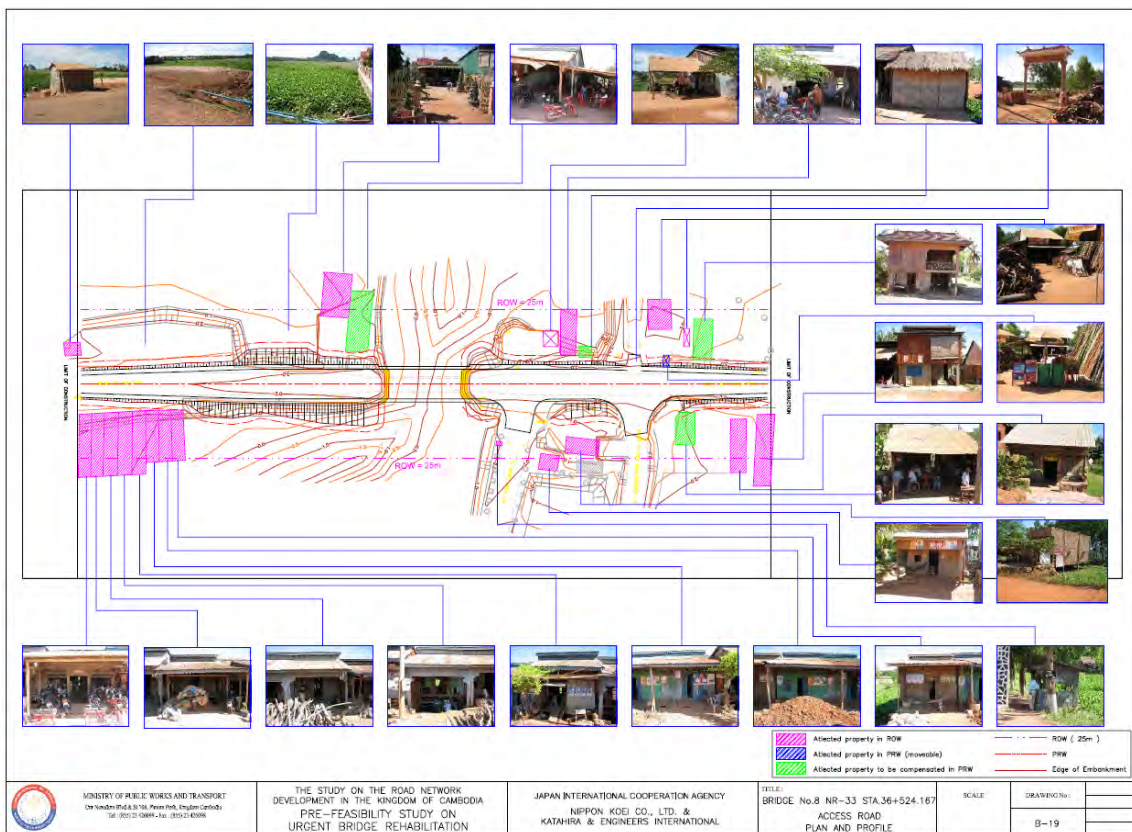 ROW = 25m
LIMIT OF CONSTRUCTION
LIMIT OF CONSTRUCTION
ROW = 25m
Affected property in ROW
Affected property in PRW (moveable)
Affected property to be compensated in PRW
ROW ( 25m )
PRW
Edge of Embankment
MINISTRY OF PUBLIC WORKS AND TRANSPORT
THE STUDY ON THE ROAD NETWORK
DEVELOPMENT IN THE KINGDOM OF CAMBODIA
PRE-FEASIBILITY STUDY ON
URGENT BRIDGE REHABILITATION
JAPAN INTERNATIONAL COOPERATION AGENCY
NIPPON KOEI CO., LTD. &
KATAHIRA & ENGINEERS INTERNATIONAL
TITLE:
BRIDGE No.8 NR-33 STA.36+524.167
ACCESS ROAD
PLAN AND PROFILE
SCALE
DRAWING No:
B-19